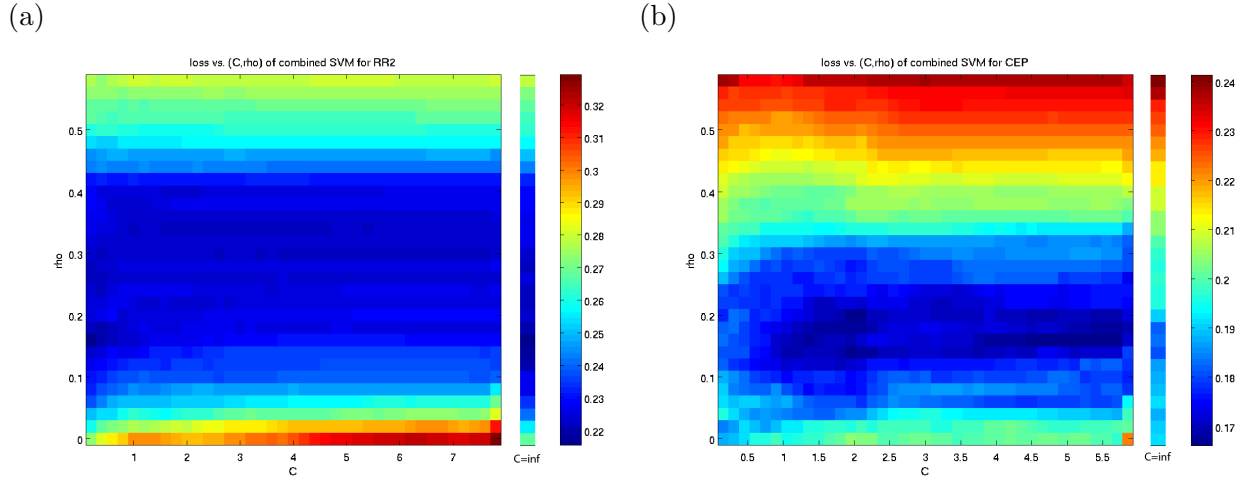 (a)
(b)
loss vs. (C,rho) of combined SVM for RR2
rho
0.5
0.4
0.3
0.2
0.1
0
1 2 3 4 5 6 7
C
C=inf
0.32
0.31
0.3
0.29
0.28
0.27
0.26
0.25
0.24
0.23
0.22
loss vs. (C,rho) of combined SVM for CEP
rho
0.5
0.4
0.3
0.2
0.1
0
0.5 1 1.5 2 2.5 3 3.5 4 4.5 5 5.5
C
C=inf
0.24
0.23
0.22
0.21
0.2
0.19
0.18
0.17